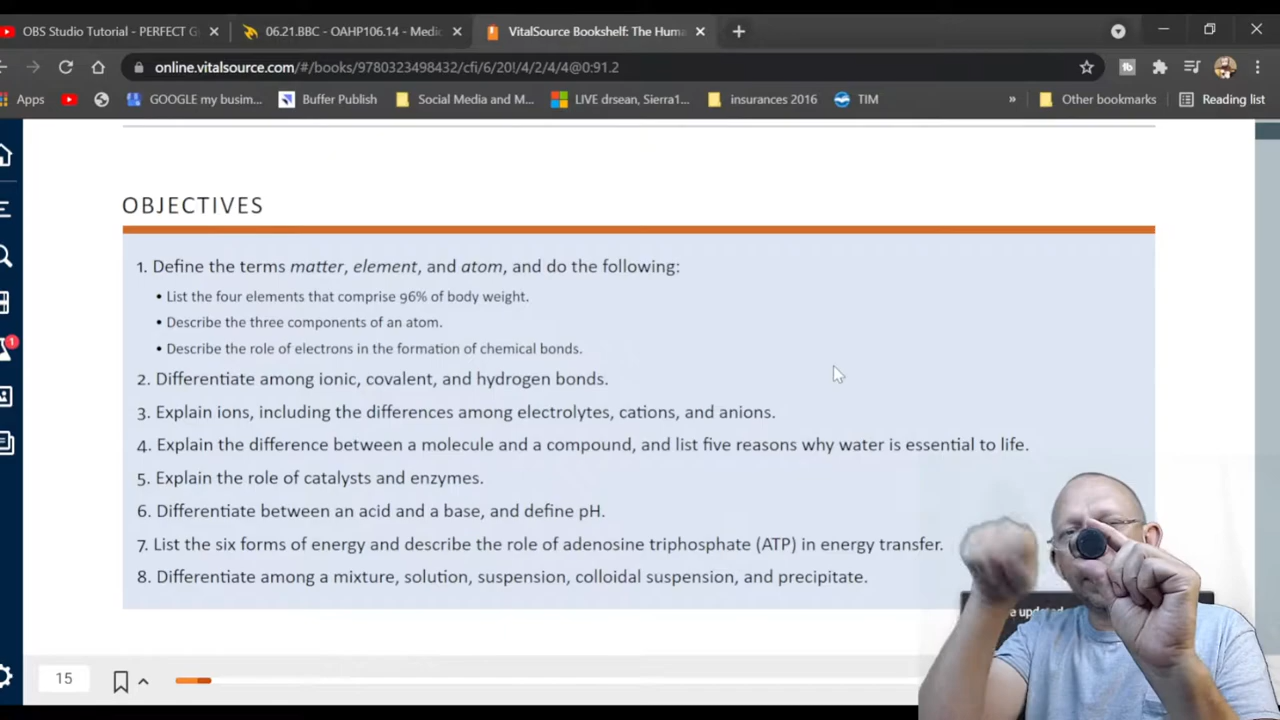 OBS Studio Tutorial - PERFECT G
06.21.BBC - OAHP106.14 - Medic
VitalSource Bookshelf: The Huma
online.vitalsource.com/#/books/9780323498432/cfi/6/20!/4/2/4/4@0:91.2
Apps
GOOGLE my busim...
Buffer Publish
Social Media and M...
LIVE drsean, Sierra1...
insurances 2016
TIM
»
Other bookmarks
Reading list
OBJECTIVES
1. Define the terms matter, element, and atom, and do the following:
• List the four elements that comprise 96% of body weight.
• Describe the three components of an atom.
• Describe the role of electrons in the formation of chemical bonds.
2. Differentiate among ionic, covalent, and hydrogen bonds.
3. Explain ions, including the differences among electrolytes, cations, and anions.
4. Explain the difference between a molecule and a compound, and list five reasons why water is essential to life.
5. Explain the role of catalysts and enzymes.
6. Differentiate between an acid and a base, and define pH.
7. List the six forms of energy and describe the role of adenosine triphosphate (ATP) in energy transfer.
8. Differentiate among a mixture, solution, suspension, colloidal suspension, and precipitate.
1
15